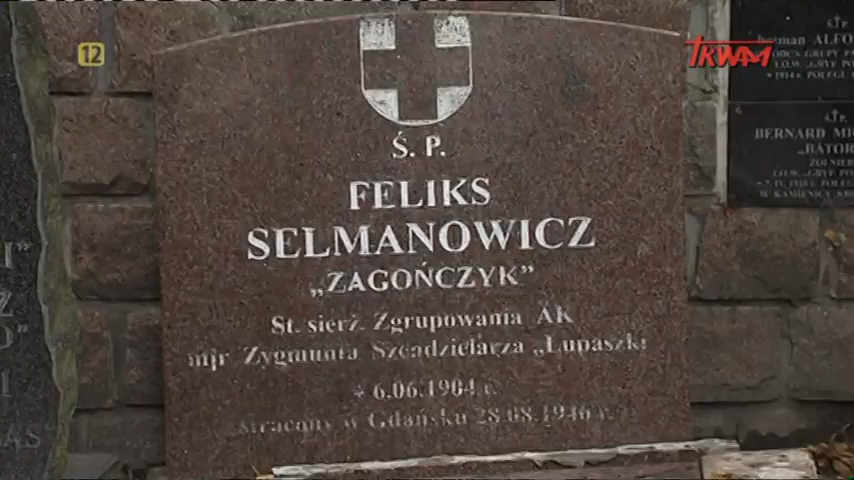 12
TRWAM
Ś. P.
FELIKS
SELMANOWICZ
„ZAGOŃCZYK”
St. sierż. Zgrupowania AK
mjr Zygmunta Szendzielarza „Łupaszki
* 6.06.1904 r.
stracony w Gdańsku 28.08.1946 r.
Ś.P.
BERNARD
„BATOR